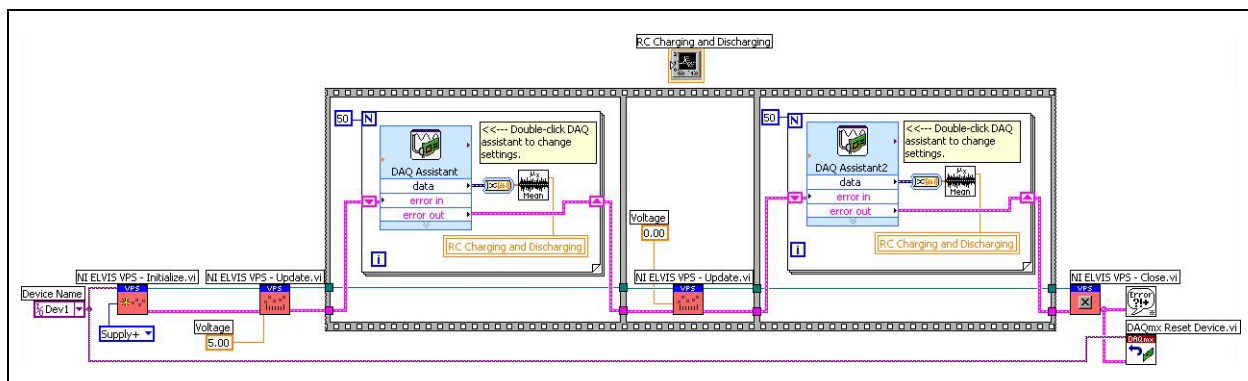 RC Charging and Discharging
50
N
DAQ Assistant
data
error in
error out
<<--- Double-click DAQ
assistant to change
settings.
Mean
RC Charging and Discharging
i
50
N
DAQ Assistant2
data
error in
error out
<<--- Double-click DAQ
assistant to change
settings.
Mean
RC Charging and Discharging
i
Voltage
0.00
NI ELVIS VPS - Initialize.vi
VPS
NI ELVIS VPS - Update.vi
VPS
NI ELVIS VPS - Update.vi
VPS
NI ELVIS VPS - Close.vi
VPS
Device Name
Dev1
Supply+
Voltage
5.00
Error
?!+
DAQmx Reset Device.vi
DAQmx